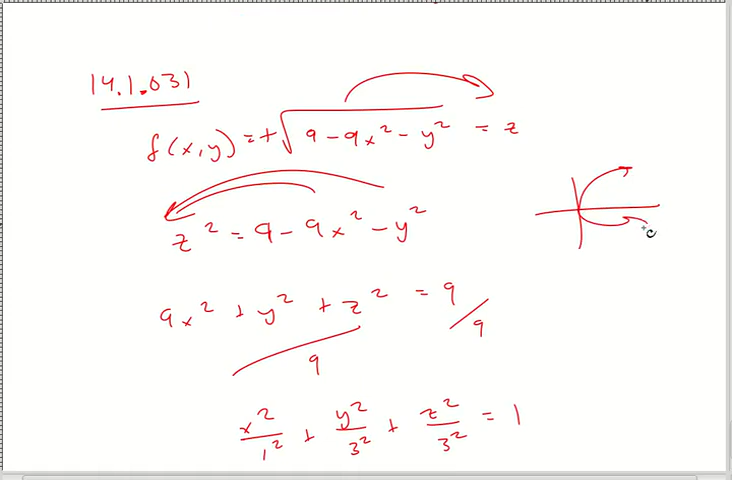 14.1.031
f(x,y) = +√(9 - 9x² - y²) = z
z² = 9 - 9x² - y²
9x² + y² + z² = 9
9 9
x²/1² + y²/3² + z²/3² = 1